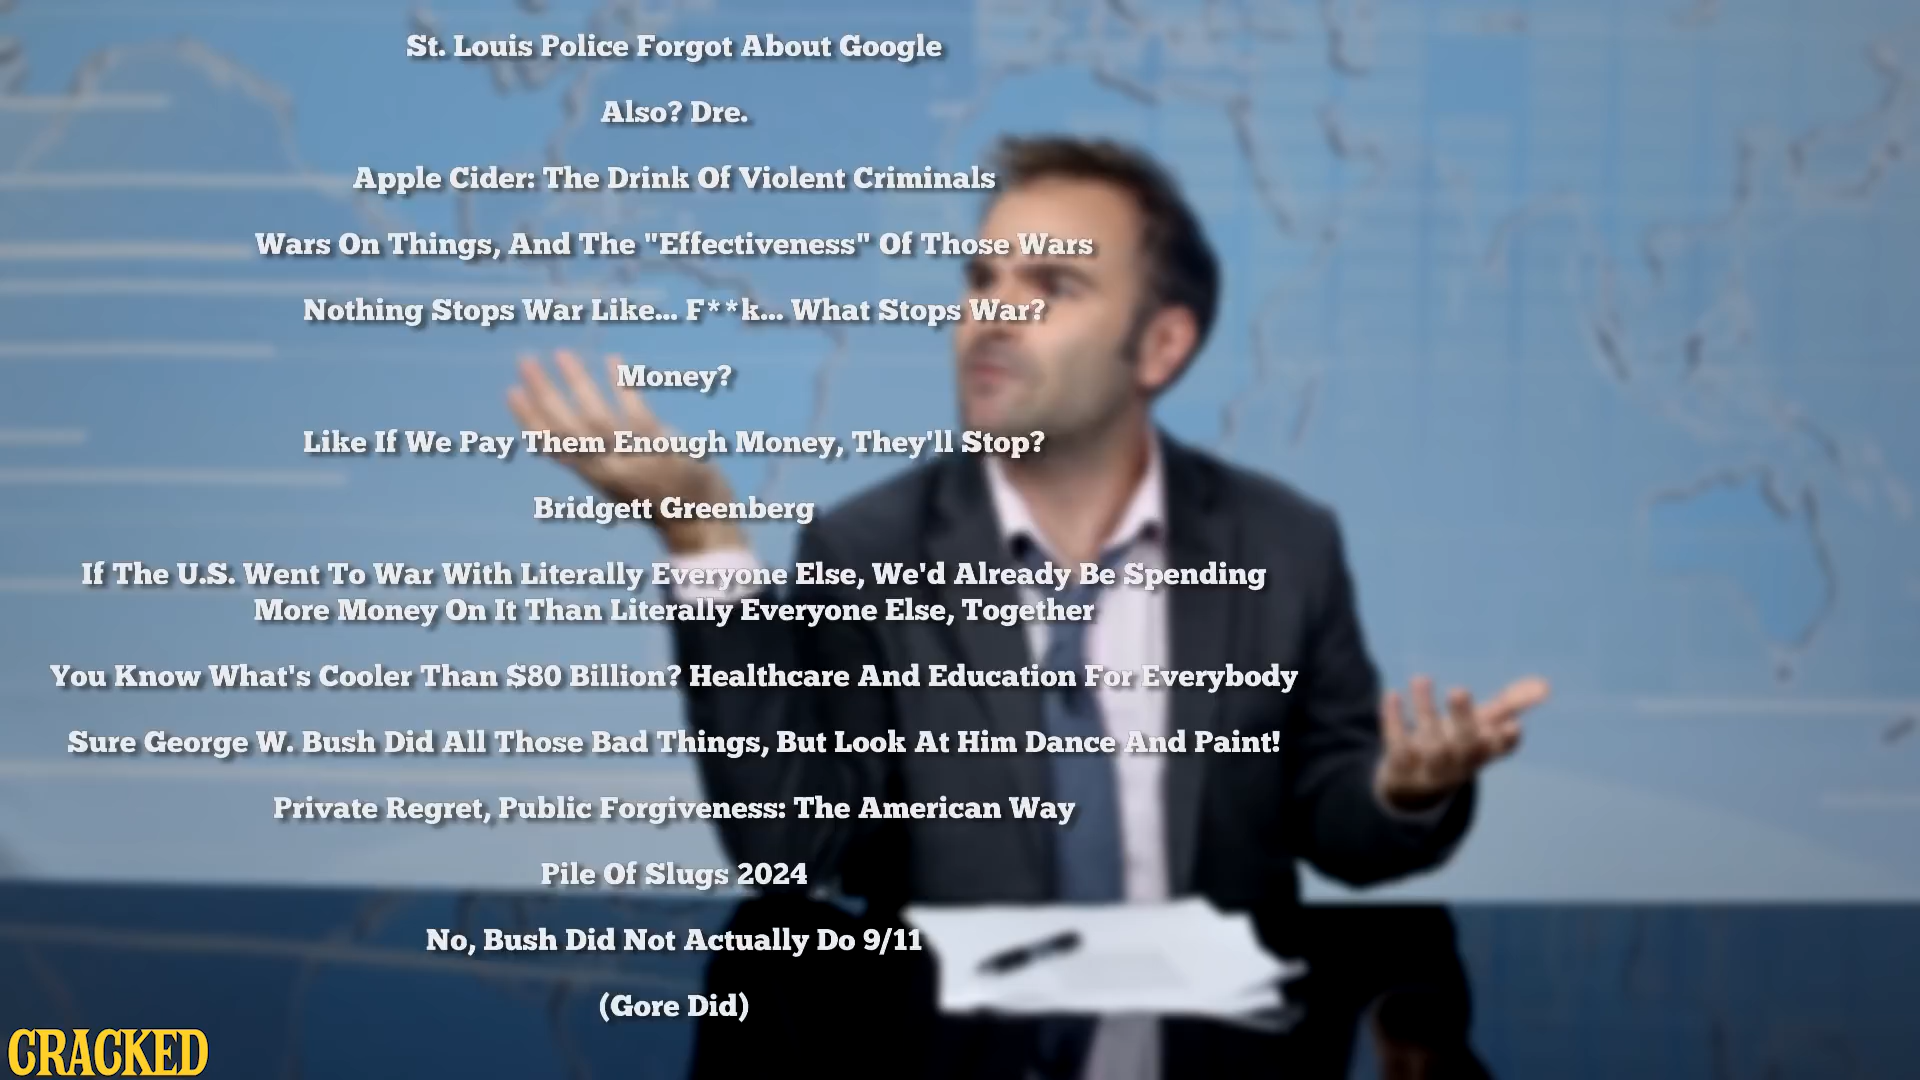 St. Louis Police Forgot About Google
Also? Dre.
Apple Cider: The Drink Of Violent Criminals
Wars On Things, And The "Effectiveness" Of Those Wars
Nothing Stops War Like... F**k... What Stops War?
Money?
Like If We Pay Them Enough Money, They'll Stop?
Bridgett Greenberg
If The U.S. Went To War With Literally Everyone Else, We'd Already Be Spending
More Money On It Than Literally Everyone Else, Together
You Know What's Cooler Than $80 Billion? Healthcare And Education For Everybody
Sure George W. Bush Did All Those Bad Things, But Look At Him Dance And Paint!
Private Regret, Public Forgiveness: The American Way
Pile Of Slugs 2024
No, Bush Did Not Actually Do 9/11
(Gore Did)
CRACKED